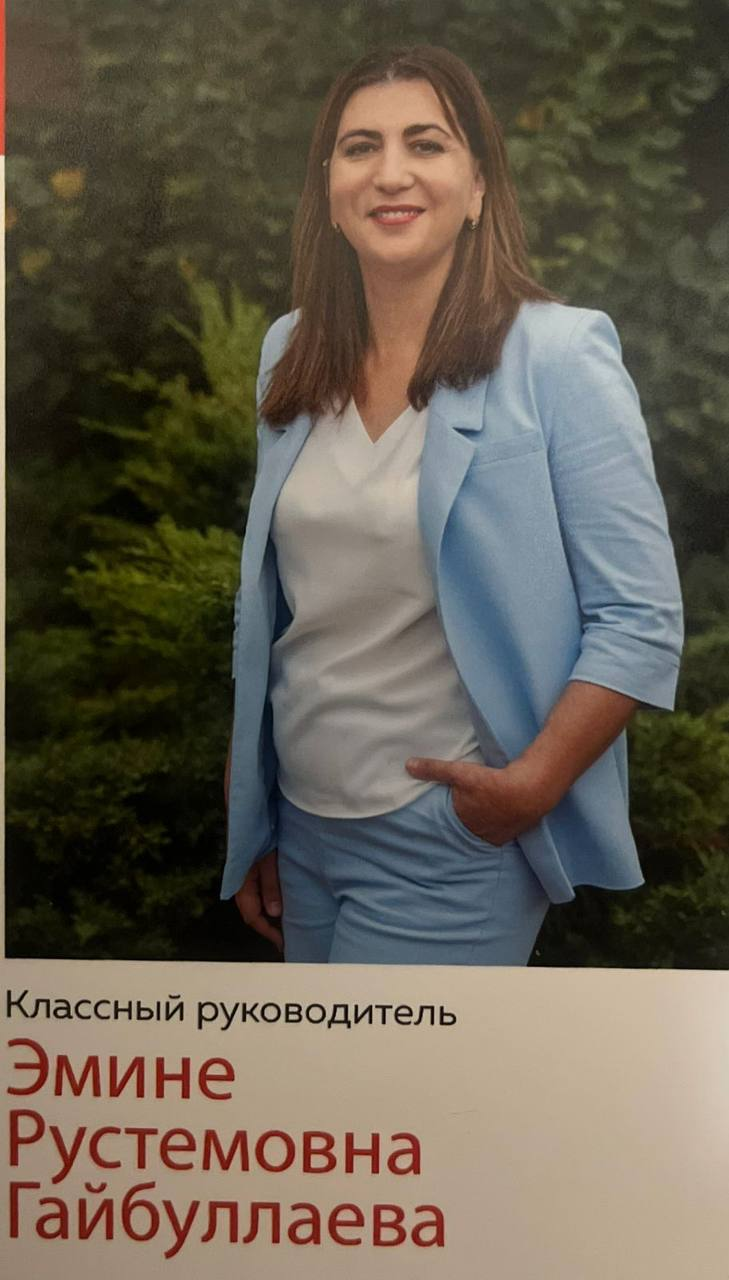 Классный руководитель
Эмине
Рустемовна
Гайбуллаева